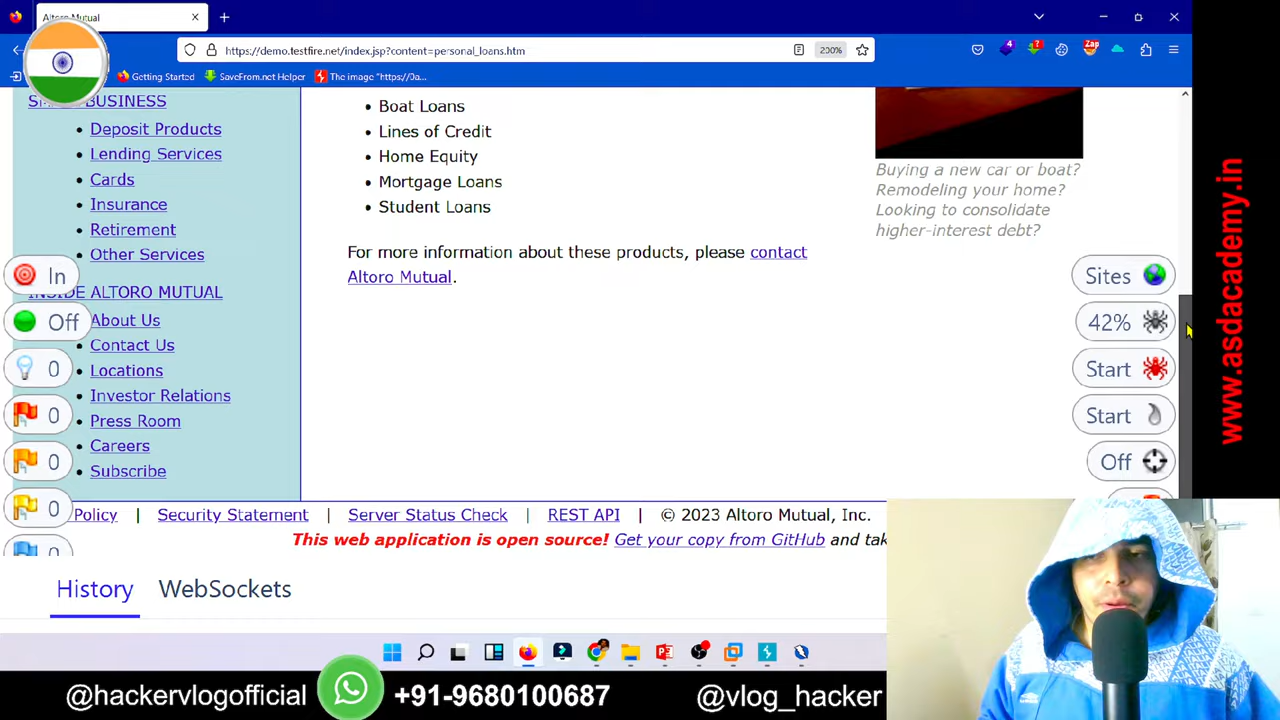 Altoro Mutual
https://demo.testfire.net/index.jsp?content=personal_loans.htm
200%
4
?
Zap
Getting Started
SaveFrom.net Helper
The image "https://0a...
BUSINESS
Deposit Products
Lending Services
Cards
Insurance
Retirement
Other Services
INSIDE ALTORO MUTUAL
About Us
Contact Us
Locations
Investor Relations
Press Room
Careers
Subscribe
In
Off
0
0
0
0
0
Boat Loans
Lines of Credit
Home Equity
Mortgage Loans
Student Loans
For more information about these products, please contact
Altoro Mutual.
Buying a new car or boat?
Remodeling your home?
Looking to consolidate
higher-interest debt?
Sites
42%
Start
Start
Off
www.asdacademy.in
Policy | Security Statement | Server Status Check | REST API | © 2023 Altoro Mutual, Inc.
This web application is open source! Get your copy from GitHub and tak
History WebSockets
@hackervlogofficial +91-9680100687 @vlog_hacker